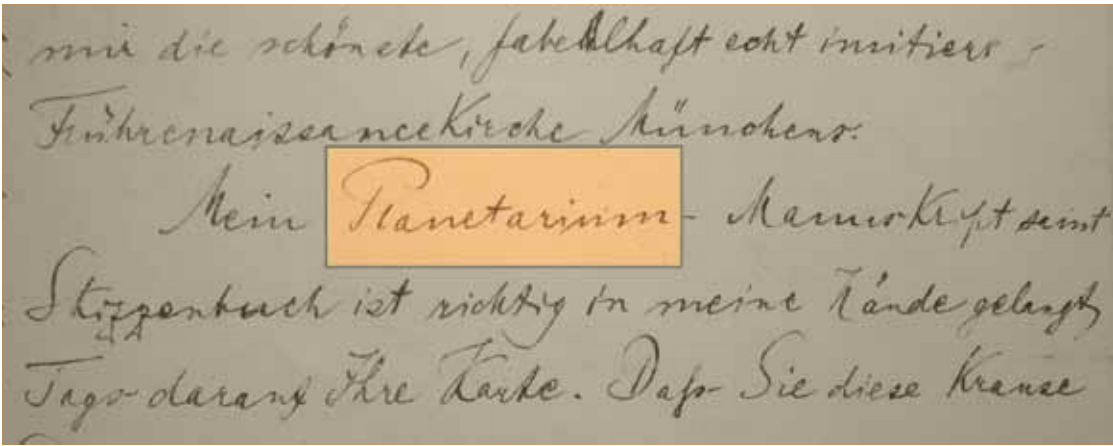 mir die schönste, fabelhaft echt imitierte
Frührenaissancekirche Münchens.
Mein Planetarium-Manuskript samt
Skizzenbuch ist richtig in meine Hände gelangt,
Tags darauf Ihre Karte. Daß Sie diese Krause